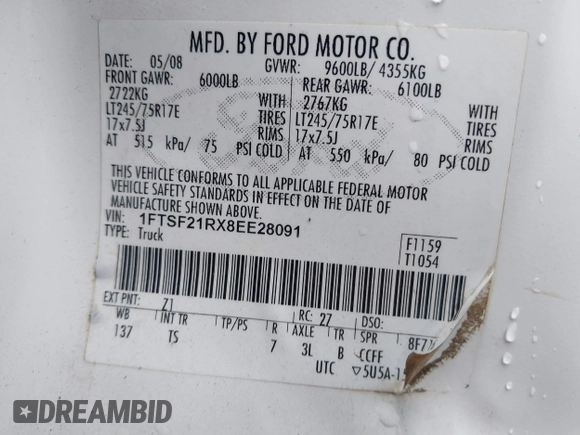 MFD. BY FORD MOTOR CO.
DATE: 05/08 GVWR: 9600LB/ 4355KG
FRONT GAWR: 6000LB REAR GAWR: 6100LB
2722KG WITH 2767KG WITH
LT245/75R17E TIRES LT245/75R17E TIRES
17x7.5J RIMS 17x7.5J RIMS
AT 515 kPa/ 75 PSI COLD AT 550 kPa/ 80 PSI COLD
THIS VEHICLE CONFORMS TO ALL APPLICABLE FEDERAL MOTOR
VEHICLE SAFETY STANDARDS IN EFFECT ON THE DATE OF
MANUFACTURE SHOWN ABOVE.
VIN: 1FTSF21RX8EE28091
TYPE: Truck
F1159
T1054
EXT PNT: Z1 RC: 27 DSO:
WB INT TR TP/PS R AXLE TR SPR
137 TS 7 3L B CCFF 8F7
UTC ▽5U5A-15
DREAMBID